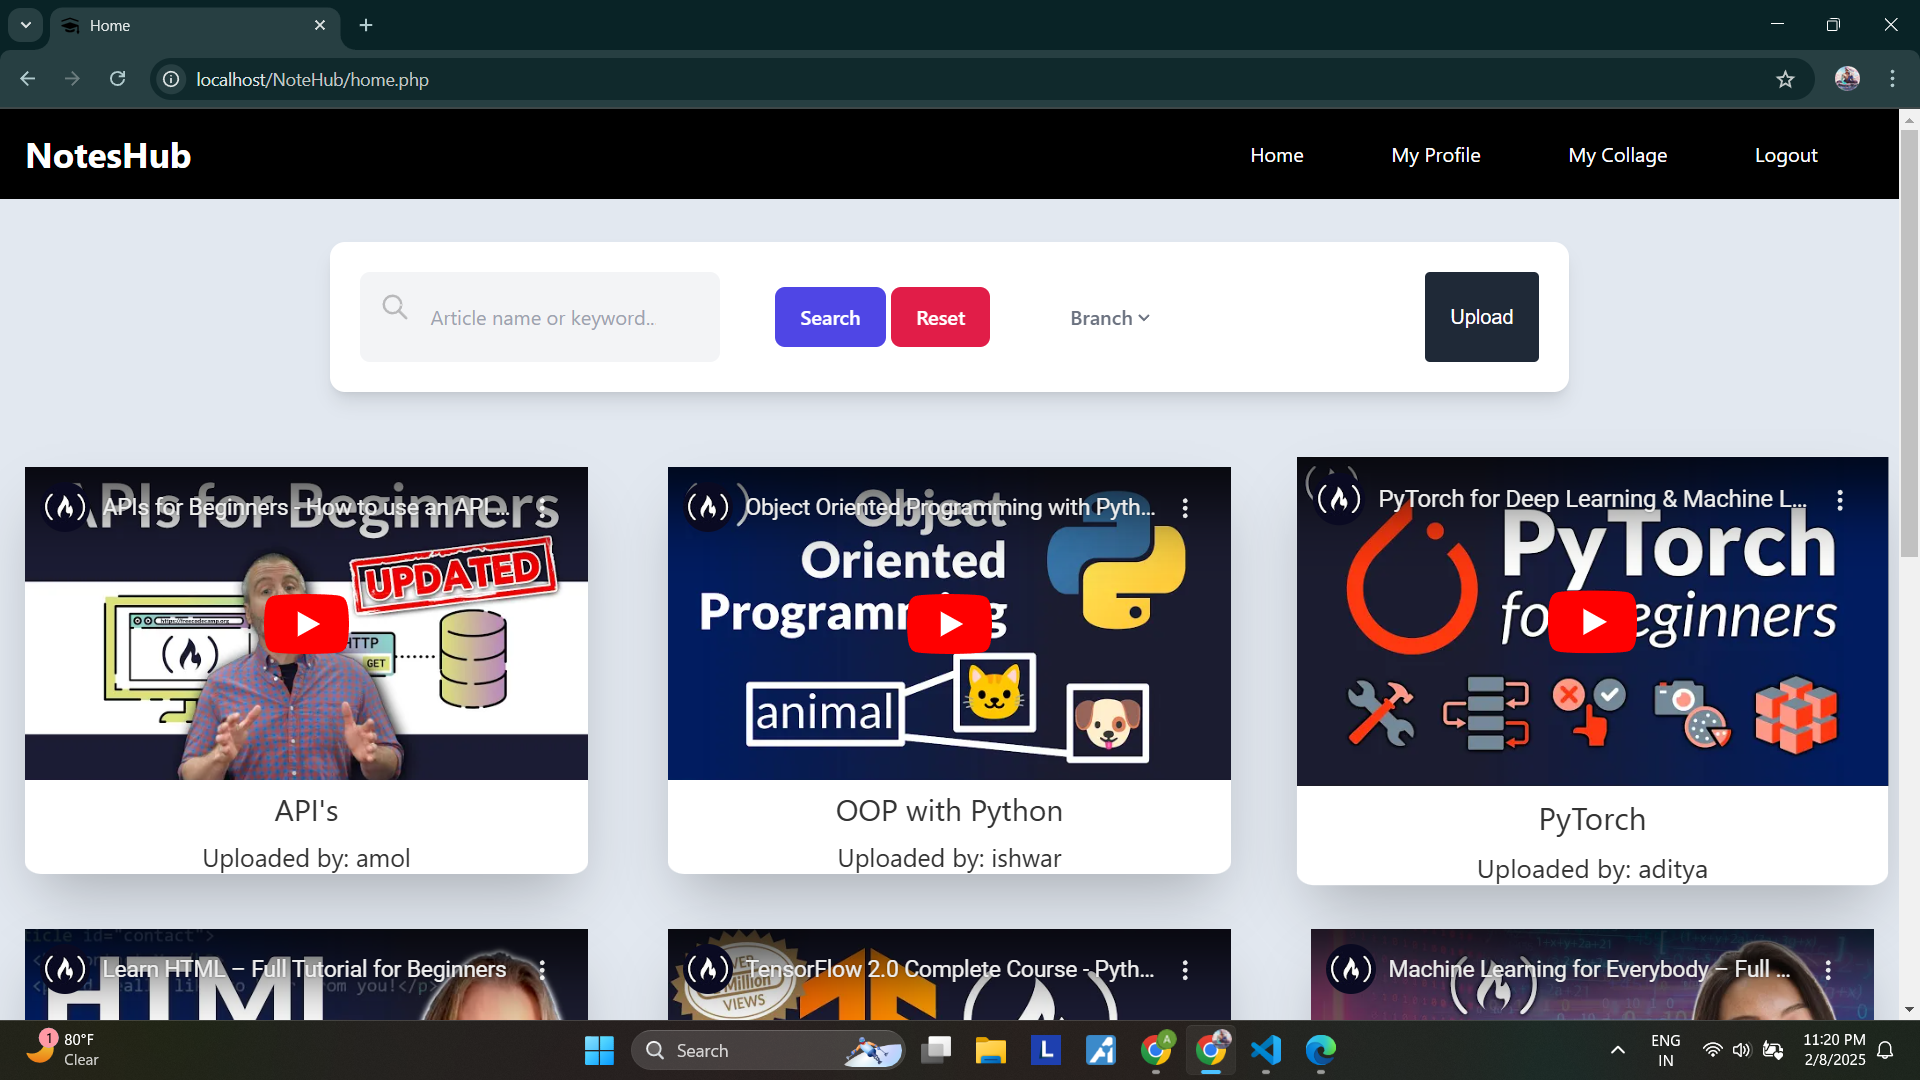 Home
localhost/NoteHub/home.php
NotesHub
Home
My Profile
My Collage
Logout
Article name or keyword..
Search
Reset
Branch
Upload
APIs for Beginners
APIs for Beginners - How to use an API ...
UPDATED
https://freecodecamp.org
HTTP
GET
API's
Uploaded by: amol
Object Oriented Programming with Pyth...
Object
Oriented
Programming
animal
OOP with Python
Uploaded by: ishwar
PyTorch for Deep Learning & Machine L...
PyTorch
for Beginners
PyTorch
Uploaded by: aditya
Learn HTML – Full Tutorial for Beginners
HTML
TensorFlow 2.0 Complete Course - Pyth...
Million
VIEWS
Machine Learning for Everybody – Full ...
1
80°F
Clear
Search
L
A
ENG
IN
11:20 PM
2/8/2025